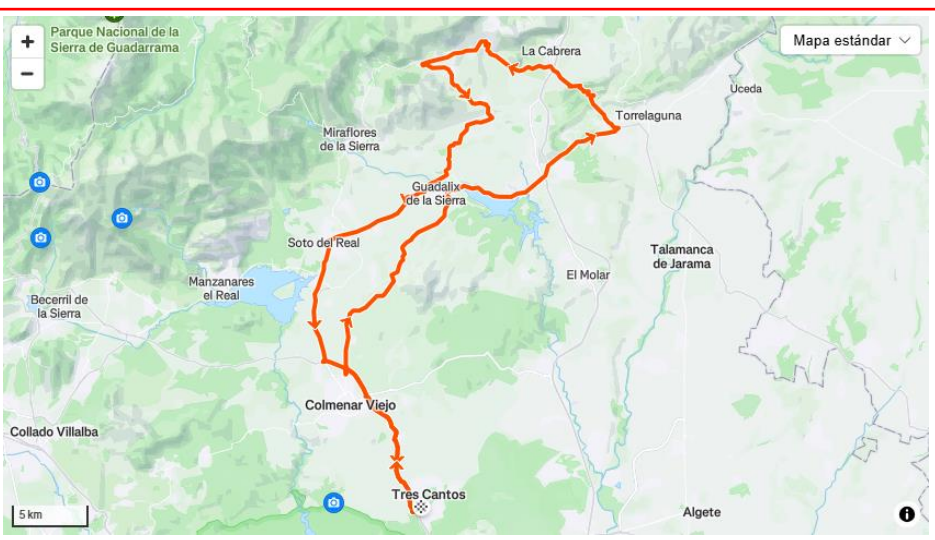 Parque Nacional de la
Sierra de Guadarrama
+
−
Mapa estándar
La Cabrera
Uceda
Torrelaguna
Miraflores
de la Sierra
Guadalix
de la Sierra
Soto del Real
Talamanca
de Jarama
El Molar
Manzanares
el Real
Becerril de
la Sierra
Colmenar Viejo
Collado Villalba
Tres Cantos
5 km
Algete
i